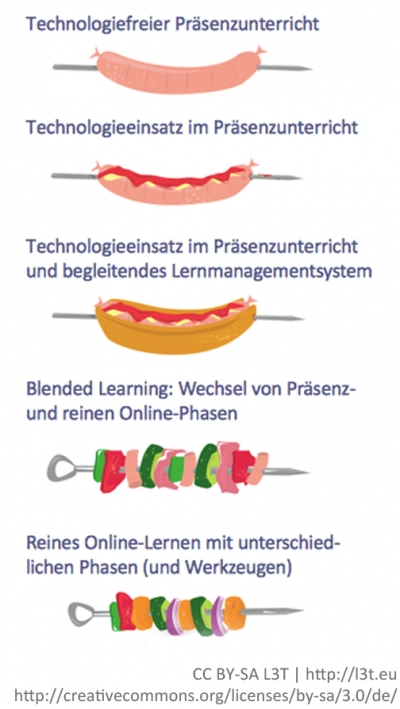 Technologiefreier Präsenzunterricht
Technologieeinsatz im Präsenzunterricht
Technologieeinsatz im Präsenzunterricht
und begleitendes Lernmanagementsystem
Blended Learning: Wechsel von Präsenz-
und reinen Online-Phasen
Reines Online-Lernen mit unterschied-
lichen Phasen (und Werkzeugen)
CC BY-SA L3T | http://l3t.eu
http://creativecommons.org/licenses/by-sa/3.0/de/